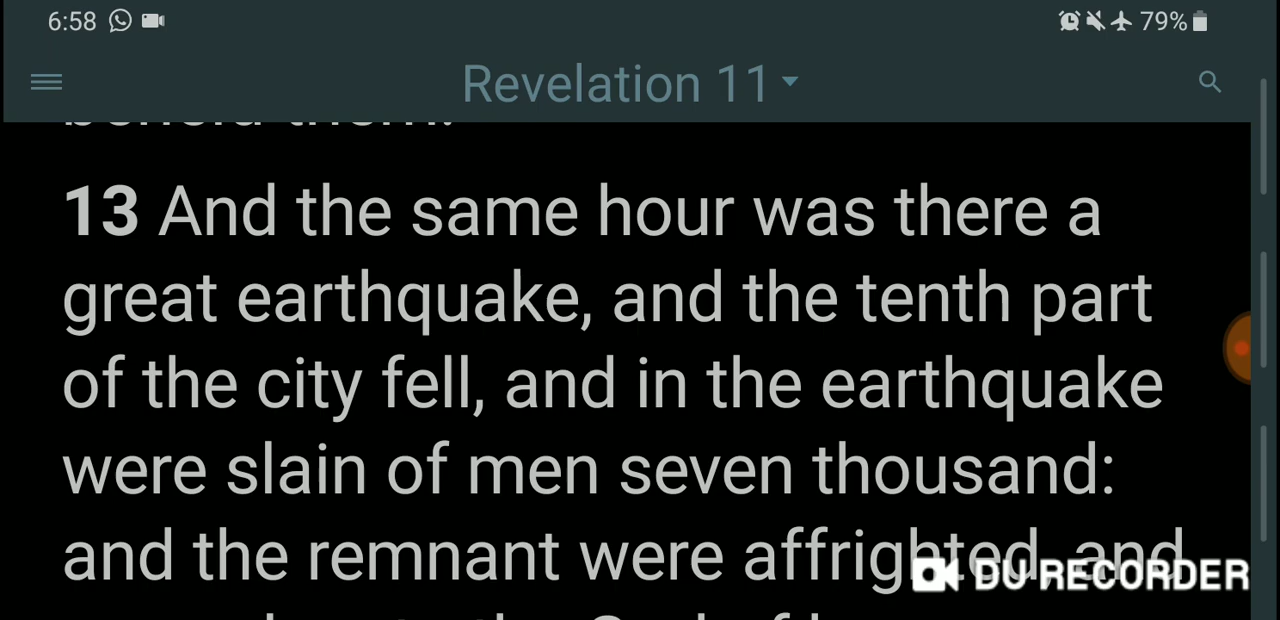 6:58
79%
Revelation 11
behold them.
13 And the same hour was there a
great earthquake, and the tenth part
of the city fell, and in the earthquake
were slain of men seven thousand:
and the remnant were affrighted, and
DU RECORDER